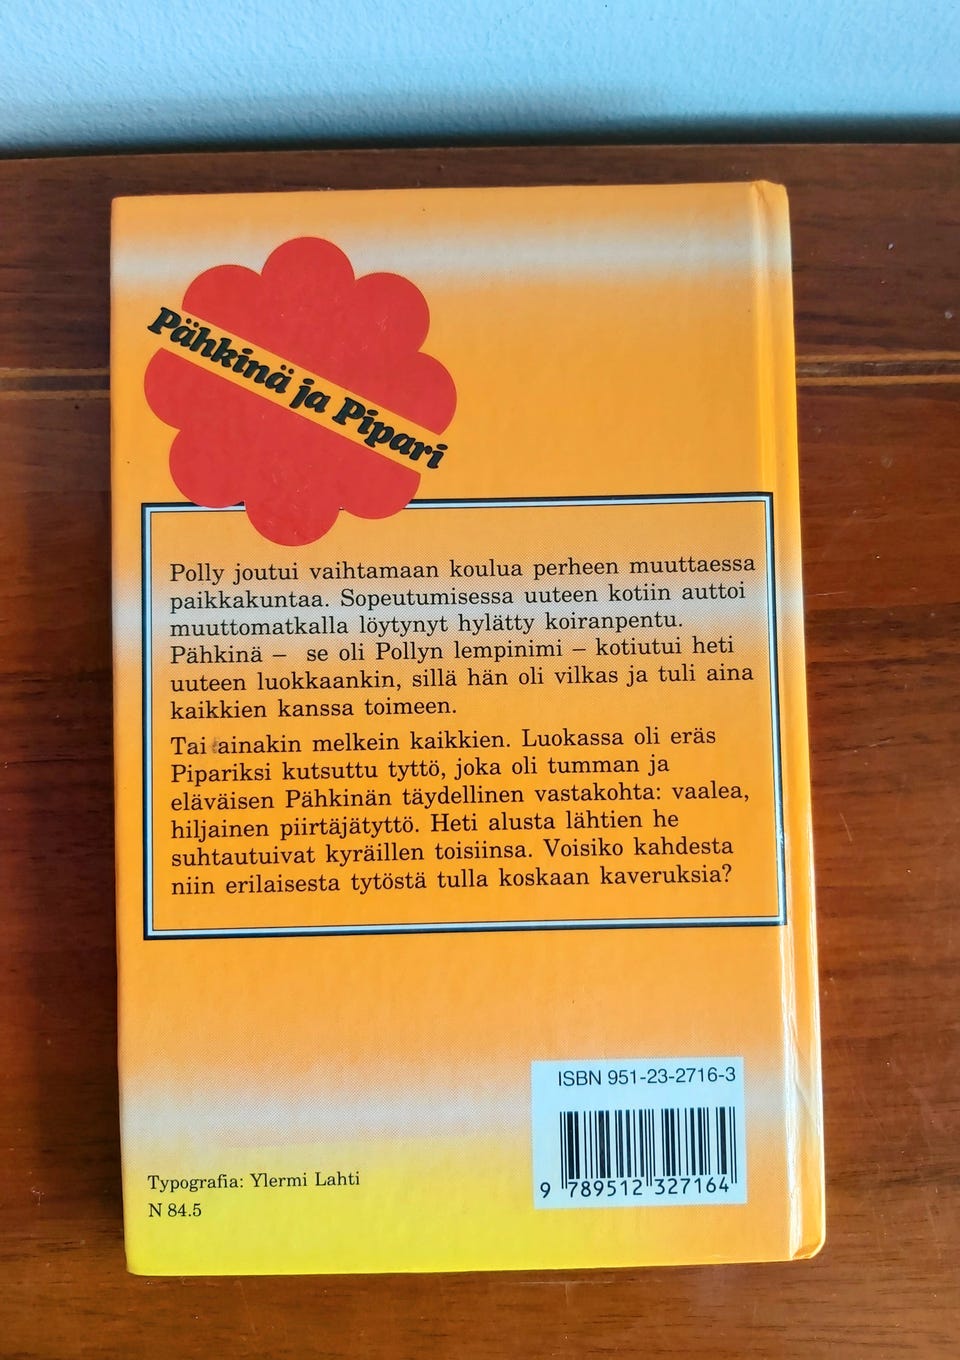 Pähkinä ja Pipari
Polly joutui vaihtamaan koulua perheen muuttaessa
paikkakuntaa. Sopeutumisessa uuteen kotiin auttoi
muuttomatkalla löytynyt hylätty koiranpentu.
Pähkinä – se oli Pollyn lempinimi – kotiutui heti
uuteen luokkaankin, sillä hän oli vilkas ja tuli aina
kaikkien kanssa toimeen.
Tai ainakin melkein kaikkien. Luokassa oli eräs
Pipariksi kutsuttu tyttö, joka oli tumman ja
eläväisen Pähkinän täydellinen vastakohta: vaalea,
hiljainen piirtäjätyttö. Heti alusta lähtien he
suhtautuivat kyräillen toisiinsa. Voisiko kahdesta
niin erilaisesta tytöstä tulla koskaan kaveruksia?
ISBN 951-23-2716-3
9 789512 327164
Typografia: Ylermi Lahti
N 84.5